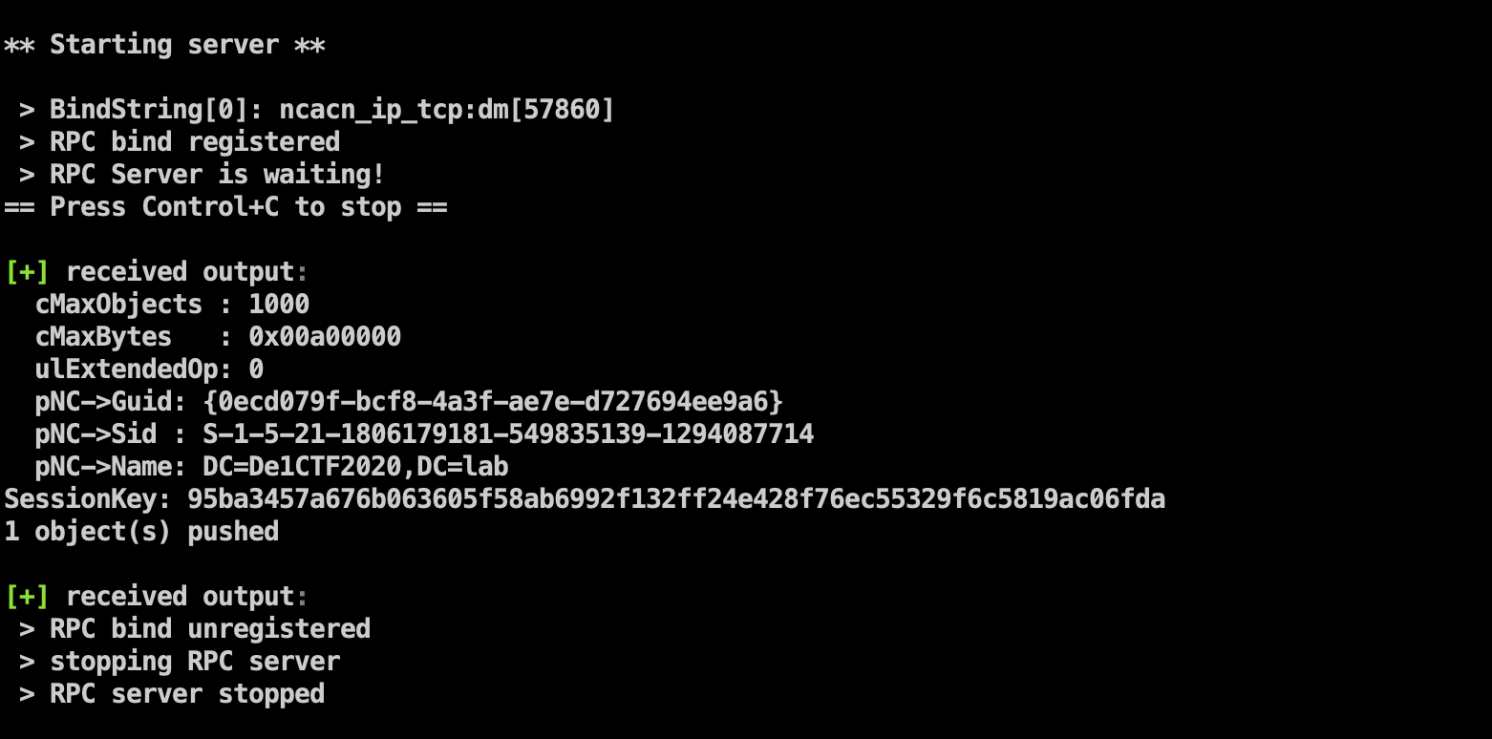 ** Starting server **
> BindString[0]: ncacn_ip_tcp:dm[57860]
> RPC bind registered
> RPC Server is waiting!
== Press Control+C to stop ==
[+] received output:
cMaxObjects : 1000
cMaxBytes : 0x00a00000
ulExtendedOp: 0
pNC->Guid: {0ecd079f-bcf8-4a3f-ae7e-d727694ee9a6}
pNC->Sid : S-1-5-21-1806179181-549835139-1294087714
pNC->Name: DC=De1CTF2020,DC=lab
SessionKey: 95ba3457a676b063605f58ab6992f132ff24e428f76ec55329f6c5819ac06fda
1 object(s) pushed
[+] received output:
> RPC bind unregistered
> stopping RPC server
> RPC server stopped